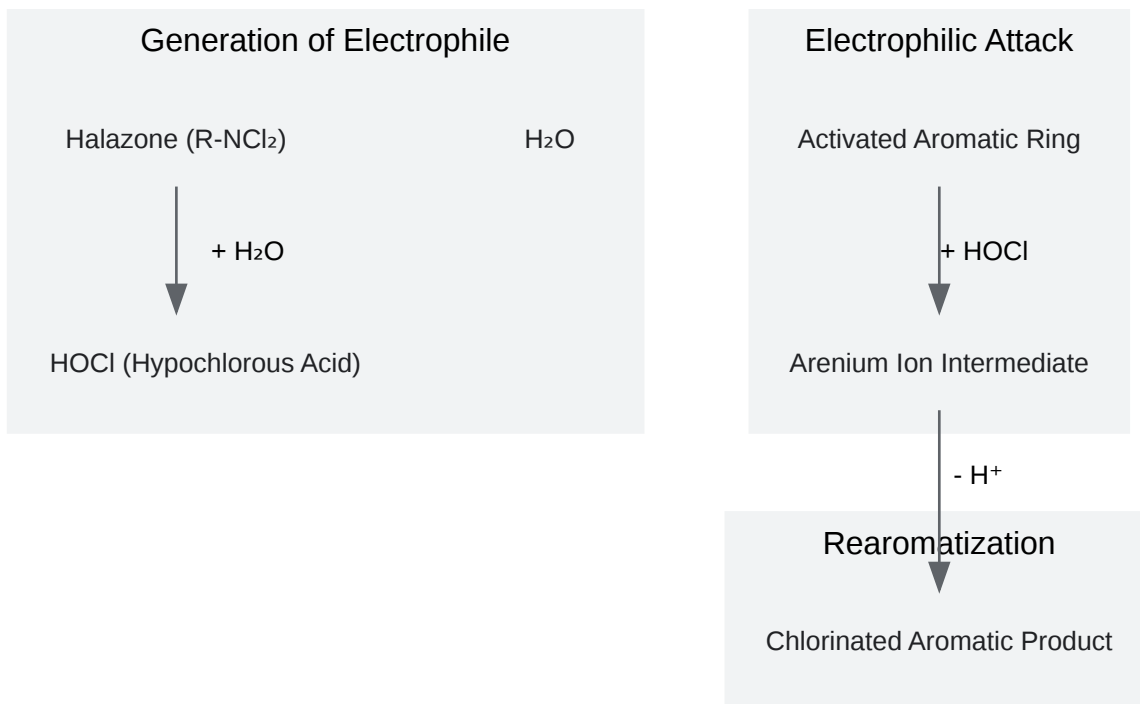 Generation of Electrophile
Halazone (R-NCl₂)
H₂O
+ H₂O
HOCl (Hypochlorous Acid)
Electrophilic Attack
Activated Aromatic Ring
+ HOCl
Arenium Ion Intermediate
- H⁺
Rearomatization
Chlorinated Aromatic Product